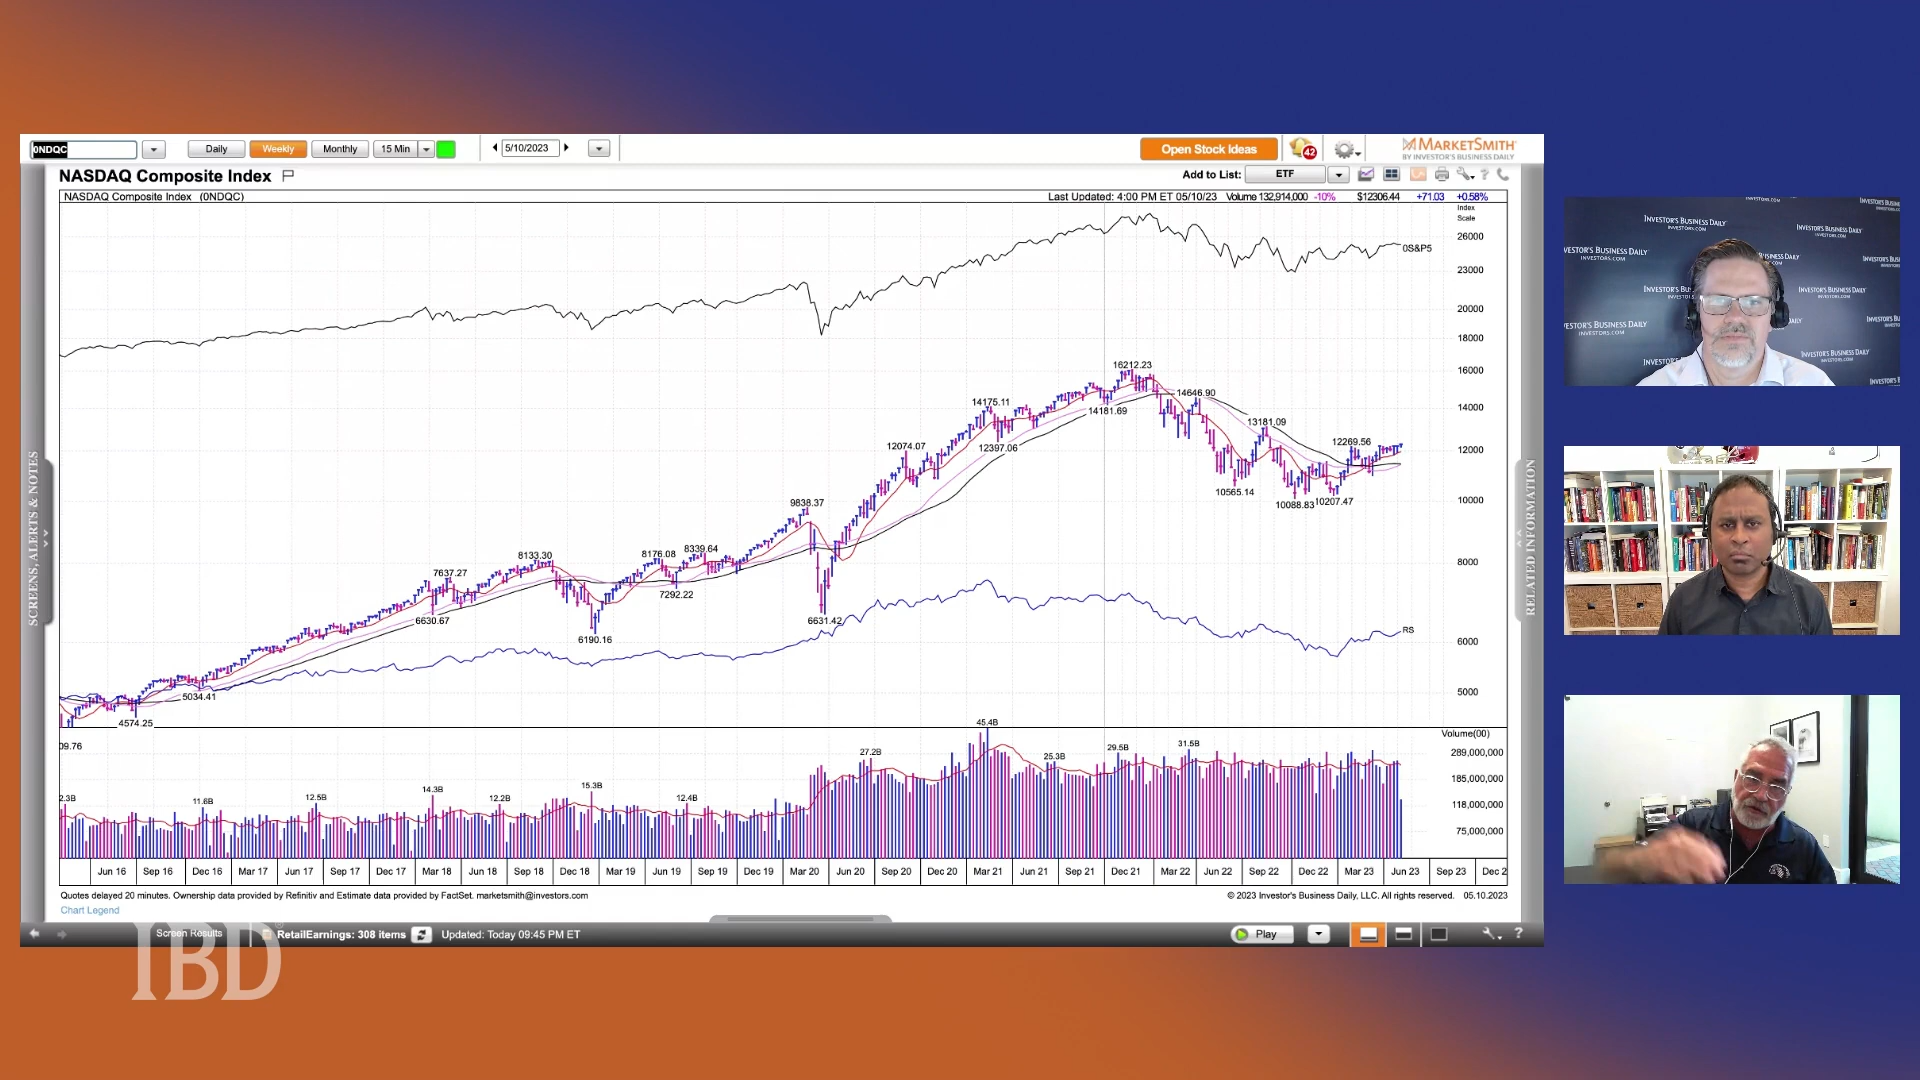 0NDQC
Daily
Weekly
Monthly
15 Min
5/10/2023
Open Stock Ideas
42
MARKETSMITH
BY INVESTOR'S BUSINESS DAILY
NASDAQ Composite Index
Add to List:
ETF
NASDAQ Composite Index (0NDQC)
Last Updated: 4:00 PM ET 05/10/23 Volume 132,914,000 -10% $12306.44 +71.03 +0.58%
Index
Scale
26000
23000
20000
18000
16000
14000
12000
10000
8000
6000
5000
0S&P5
RS
16212.23
14646.90
14175.11
14181.69
13181.09
12074.07
12397.06
12269.56
10565.14
10088.83
10207.47
9838.37
8133.30
8176.08
8339.64
7637.27
7292.22
6630.67
6190.16
6631.42
5034.41
4574.25
09.76
Volume(00)
289,000,000
185,000,000
118,000,000
75,000,000
2.3B
11.6B
12.5B
14.3B
12.2B
15.3B
12.4B
27.2B
45.4B
25.3B
29.5B
31.5B
Jun 16 Sep 16 Dec 16 Mar 17 Jun 17 Sep 17 Dec 17 Mar 18 Jun 18 Sep 18 Dec 18 Mar 19 Jun 19 Sep 19 Dec 19 Mar 20 Jun 20 Sep 20 Dec 20 Mar 21 Jun 21 Sep 21 Dec 21 Mar 22 Jun 22 Sep 22 Dec 22 Mar 23 Jun 23 Sep 23 Dec 2
Quotes delayed 20 minutes. Ownership data provided by Refinitiv and Estimate data provided by FactSet. marketsmith@investors.com
© 2023 Investor's Business Daily, LLC. All rights reserved. 05.10.2023
Chart Legend
SCREENS, ALERTS & NOTES
RELATED INFORMATION
Screen Results
RetailEarnings: 308 items
Updated: Today 09:45 PM ET
Play
?
IBD
INVESTOR'S BUSINESS DAILY
INVESTORS.COM